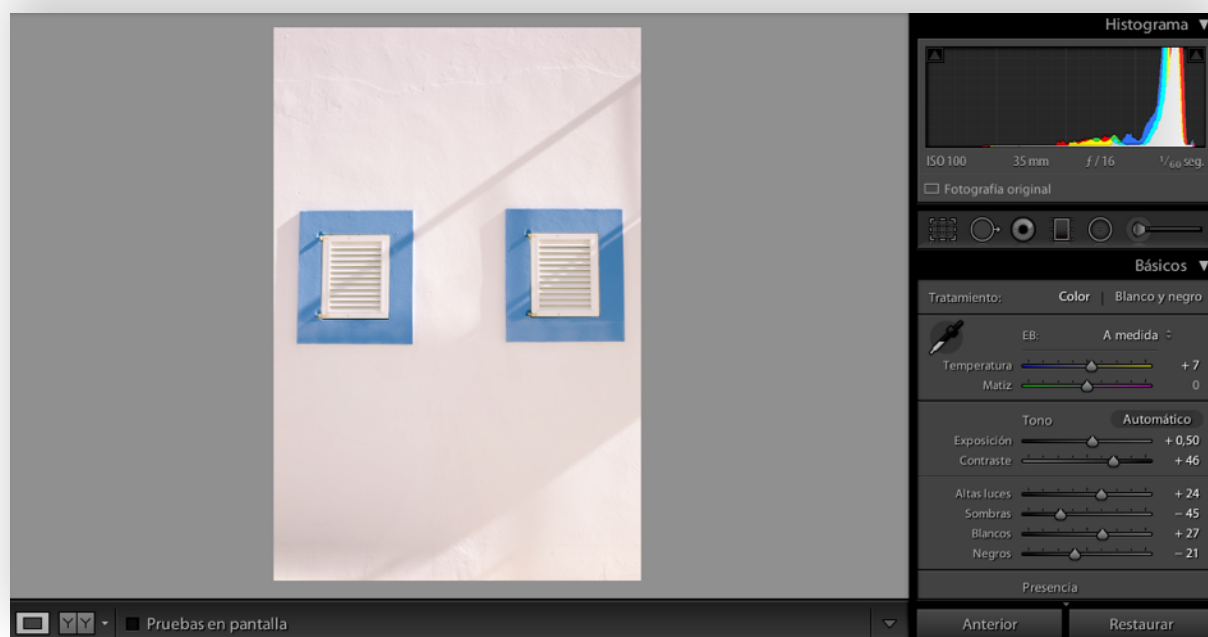 Histograma
ISO 100 35 mm ƒ / 16 1/60 seg.
Fotografía original
Básicos
Tratamiento: Color | Blanco y negro
EB: A medida
Temperatura + 7
Matiz 0
Tono Automático
Exposición + 0,50
Contraste + 46
Altas luces + 24
Sombras − 45
Blancos + 27
Negros − 21
Presencia
YY Pruebas en pantalla Anterior Restaurar